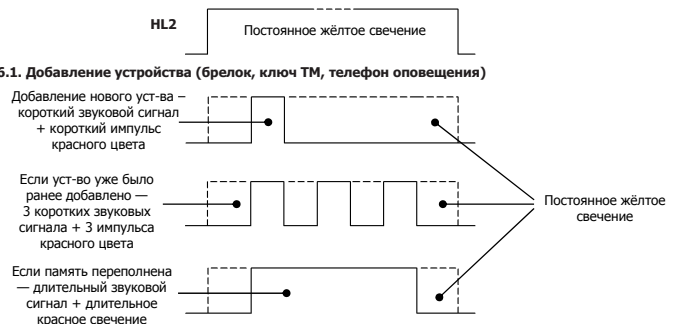 HL2
Постоянное жёлтое свечение
6.1. Добавление устройства (брелок, ключ ТМ, телефон оповещения)
Добавление нового уст-ва –
короткий звуковой сигнал
+ короткий импульс
красного цвета
Если уст-во уже было
ранее добавлено —
3 коротких звуковых
сигнала + 3 импульса
красного цвета
Постоянное жёлтое
свечение
Если память переполнена
— длительный звуковой
сигнал + длительное
красное свечение